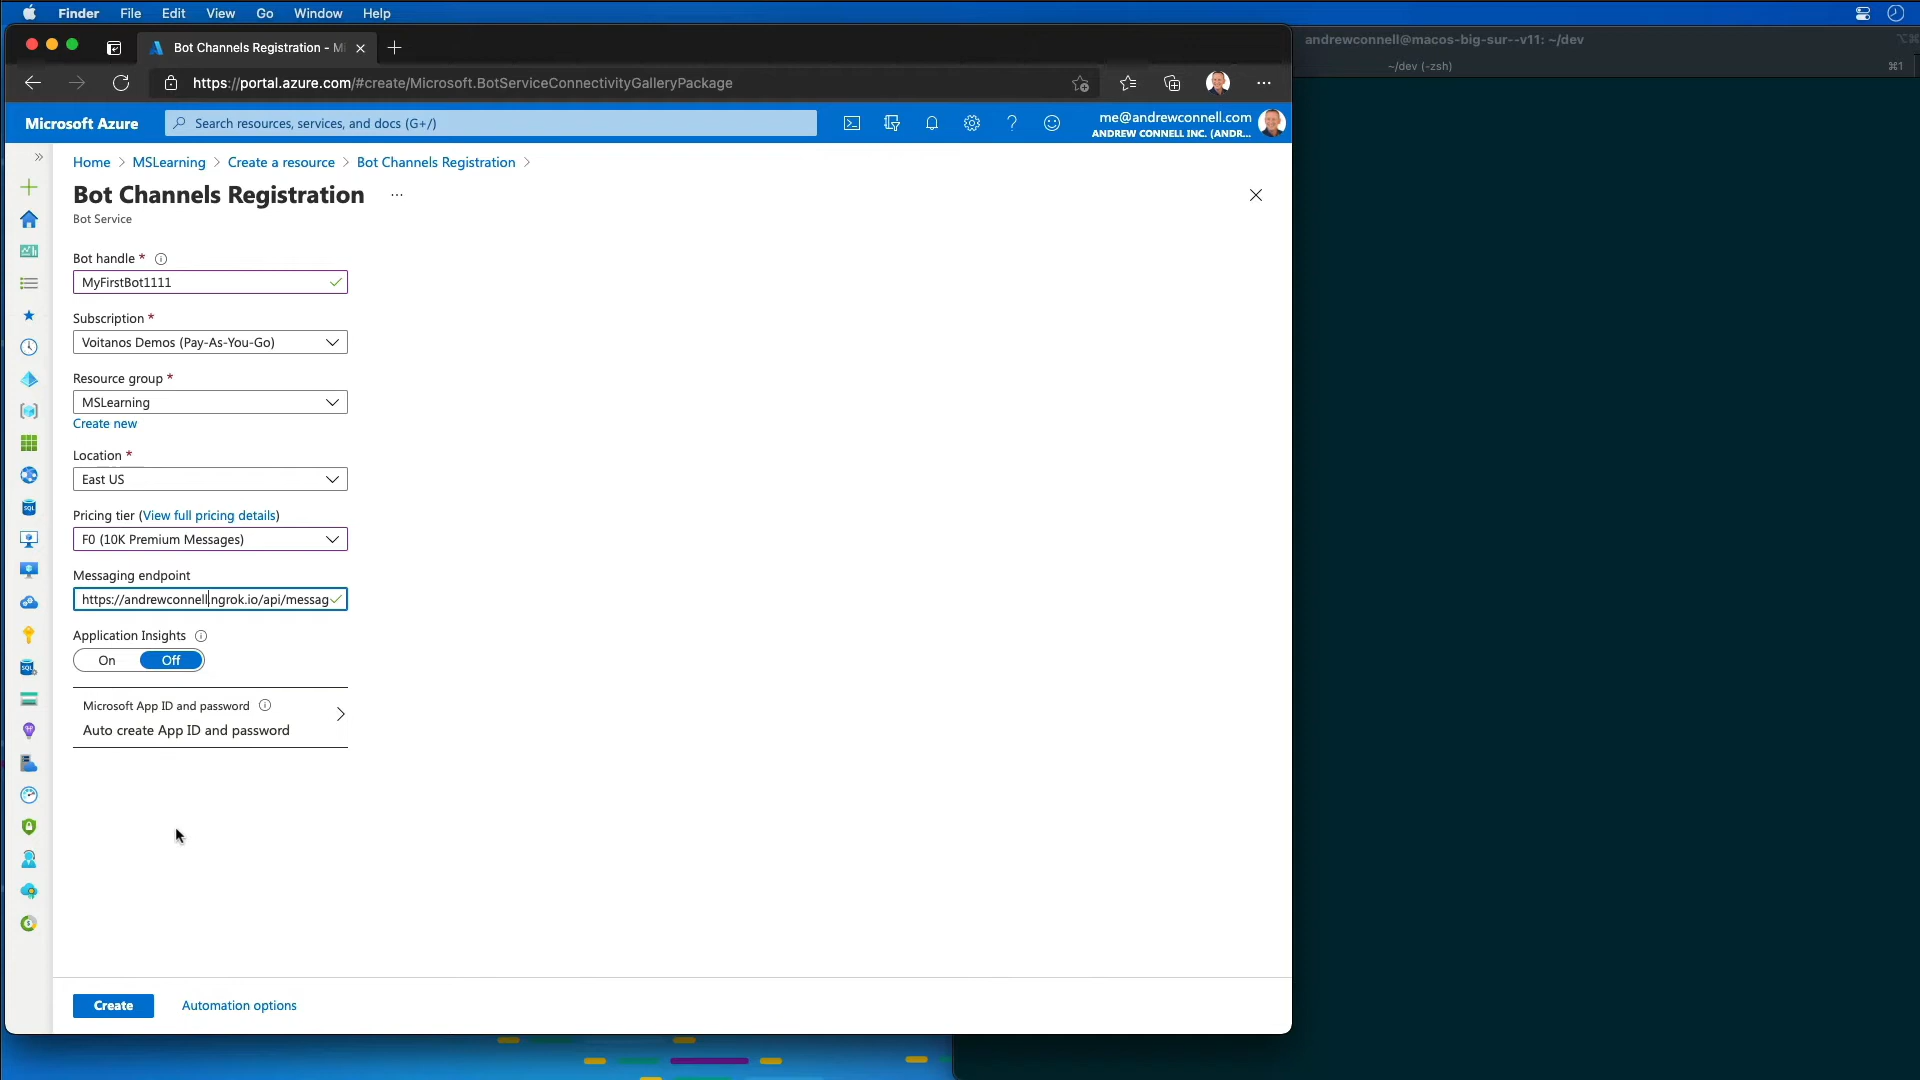 Finder File Edit View Go Window Help
Bot Channels Registration - Mi
andrewconnell@macos-big-sur--v11: ~/dev
~/dev (-zsh)
⌘1
https://portal.azure.com/#create/Microsoft.BotServiceConnectivityGalleryPackage
Microsoft Azure
Search resources, services, and docs (G+/)
me@andrewconnell.com
ANDREW CONNELL INC. (ANDR...
Home > MSLearning > Create a resource > Bot Channels Registration >
Bot Channels Registration ...
Bot Service
Bot handle *
MyFirstBot1111
Subscription *
Voitanos Demos (Pay-As-You-Go)
Resource group *
MSLearning
Create new
Location *
East US
Pricing tier (View full pricing details)
F0 (10K Premium Messages)
Messaging endpoint
https://andrewconnell.ngrok.io/api/messag
Application Insights
On Off
Microsoft App ID and password
Auto create App ID and password
Create Automation options